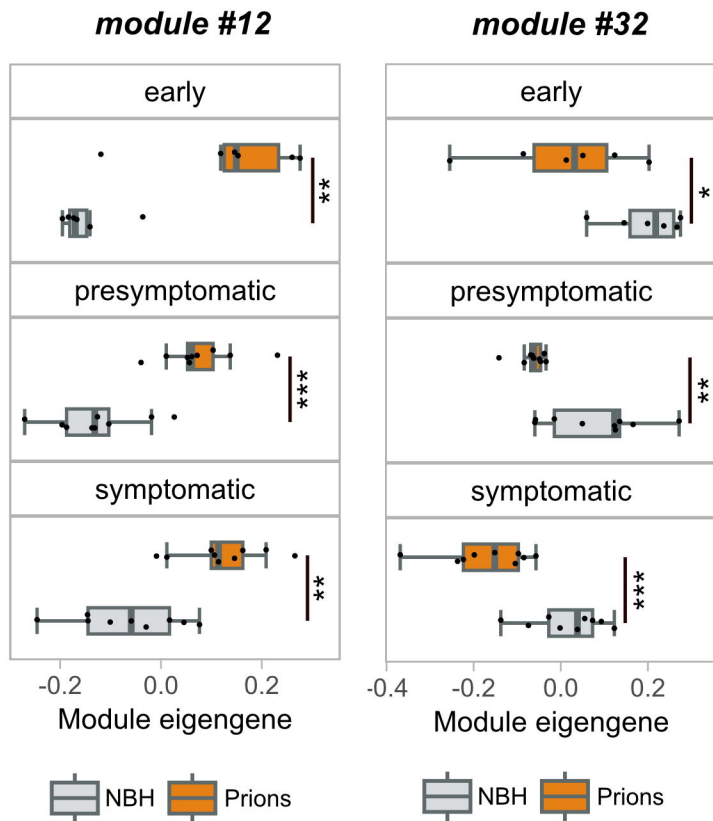 module #12
early
**
presymptomatic
***
symptomatic
**
-0.2 0.0 0.2
Module eigengene
NBH Prions
module #32
early
*
presymptomatic
**
symptomatic
***
-0.4 -0.2 0.0 0.2
Module eigengene
NBH Prions